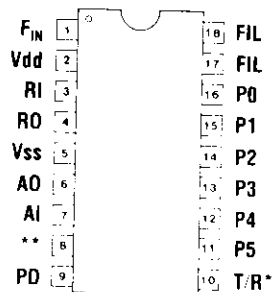 F_IN 1 18 FIL
Vdd 2 17 FIL
RI 3 16 P0
RO 4 15 P1
Vss 5 14 P2
AO 6 13 P3
AI 7 12 P4
** 8 11 P5
PD 9 10 T/R*